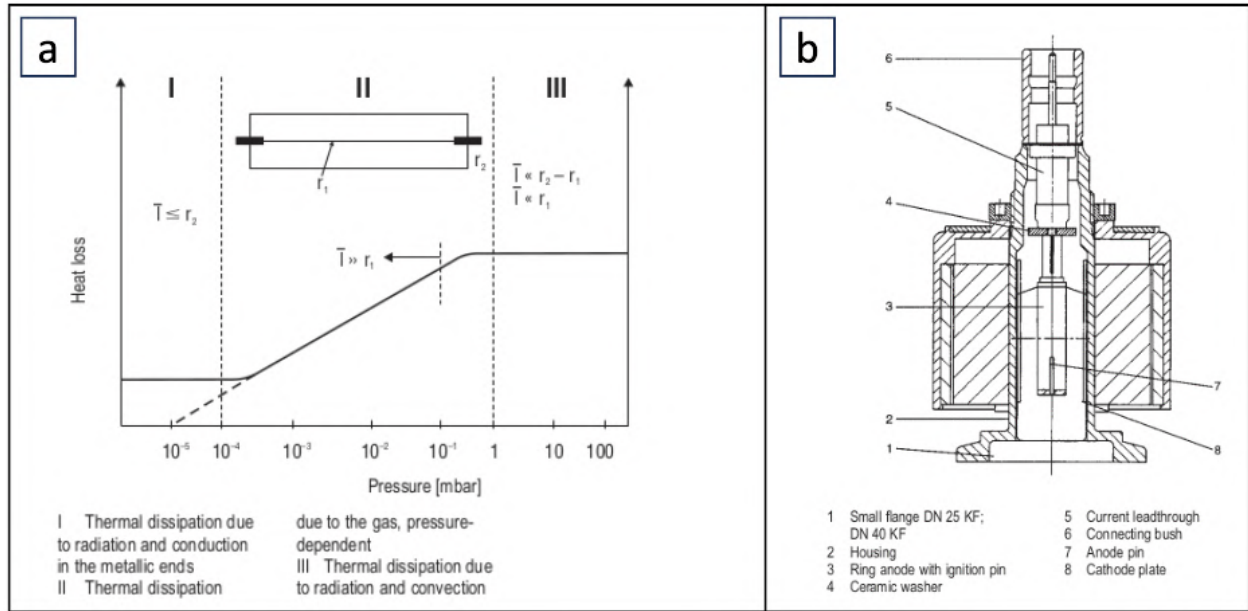 a
I
II
III
r₂
r₁
l̄ « r₂ – r₁
l̄ « r₁
l̄ ≦ r₂
l̄ » r₁
Heat loss
10⁻⁵ 10⁻⁴ 10⁻³ 10⁻² 10⁻¹ 1 10 100
Pressure [mbar]
I Thermal dissipation due
to radiation and conduction
in the metallic ends
II Thermal dissipation
due to the gas, pressure-
dependent
III Thermal dissipation due
to radiation and convection
b
6
5
4
3
7
2
1
8
1 Small flange DN 25 KF;
DN 40 KF
2 Housing
3 Ring anode with ignition pin
4 Ceramic washer
5 Current leadthrough
6 Connecting bush
7 Anode pin
8 Cathode plate